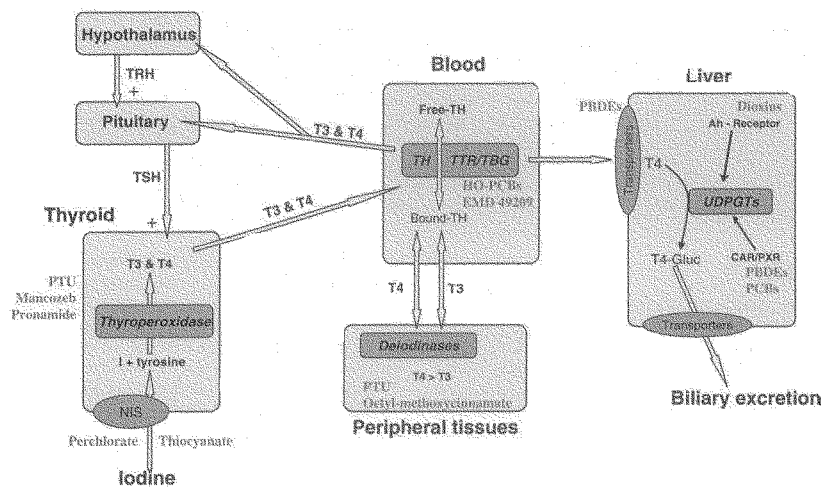 Hypothalamus
TRH
+
Pituitary
TSH
+
Thyroid
T3 & T4
PTU
Mancozeb
Pronamide
Thyroperoxidase
I + tyrosine
NIS
Perchlorate
Thiocyanate
Iodine
T3 & T4
T3 & T4
Blood
Free-TH
TH
TTR/TBG
HO-PCBs
EMD 49209
Bound-TH
T4
T3
Deiodinases
T4 > T3
PTU
Octyl-methoxycinnamate
Peripheral tissues
Liver
PBDEs
Transporters
Dioxins
Ah - Receptor
T4
UDPGTs
T4-Gluc
CAR/PXR
PBDEs
PCBs
Transporters
Biliary excretion